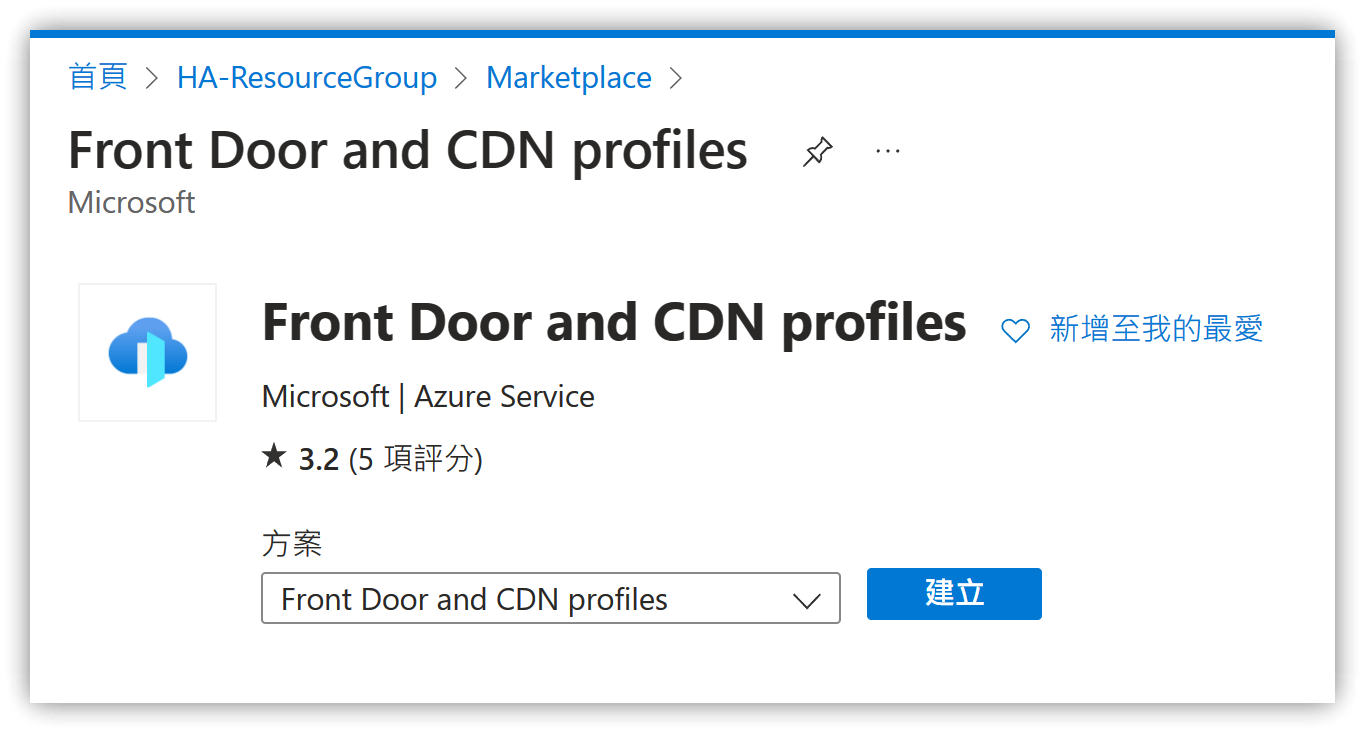 首頁 > HA-ResourceGroup > Marketplace >
Front Door and CDN profiles ...
Microsoft
Front Door and CDN profiles 新增至我的最愛
Microsoft | Azure Service
★ 3.2 (5 項評分)
方案
Front Door and CDN profiles 建立